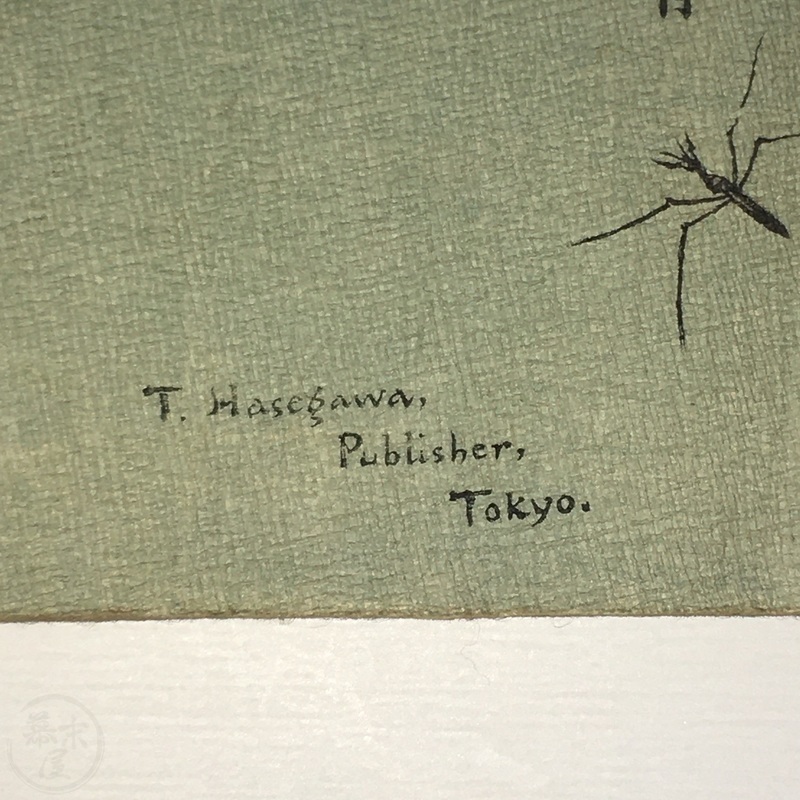 T. Hasegawa,
Publisher,
Tokyo.